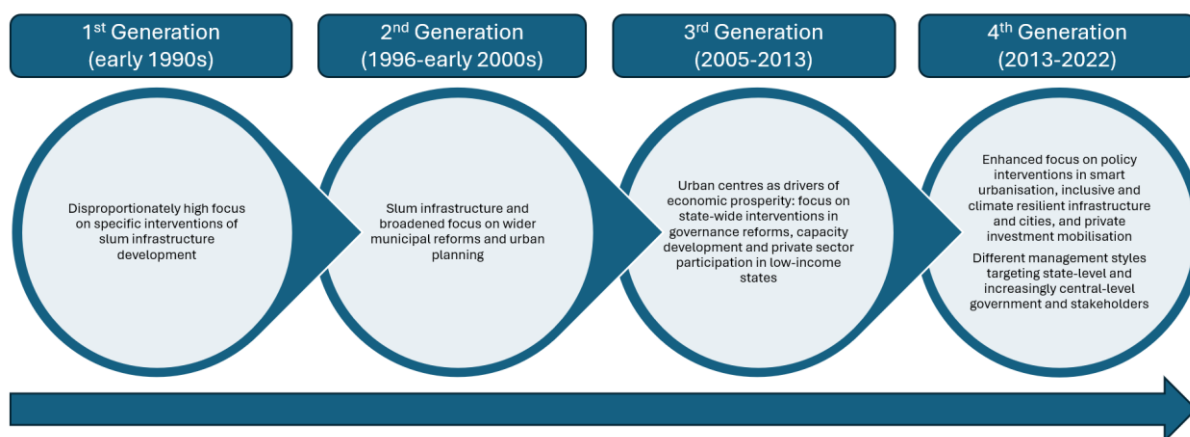 1st Generation
(early 1990s)
2nd Generation
(1996-early 2000s)
3rd Generation
(2005-2013)
4th Generation
(2013-2022)
Disproportionately high focus
on specific interventions of
slum infrastructure
development
Slum infrastructure and
broadened focus on wider
municipal reforms and urban
planning
Urban centres as drivers of
economic prosperity: focus on
state-wide interventions in
governance reforms, capacity
development and private sector
participation in low-income
states
Enhanced focus on policy
interventions in smart
urbanisation, inclusive and
climate resilient infrastructure
and cities, and private
investment mobilisation
Different management styles
targeting state-level and
increasingly central-level
government and stakeholders